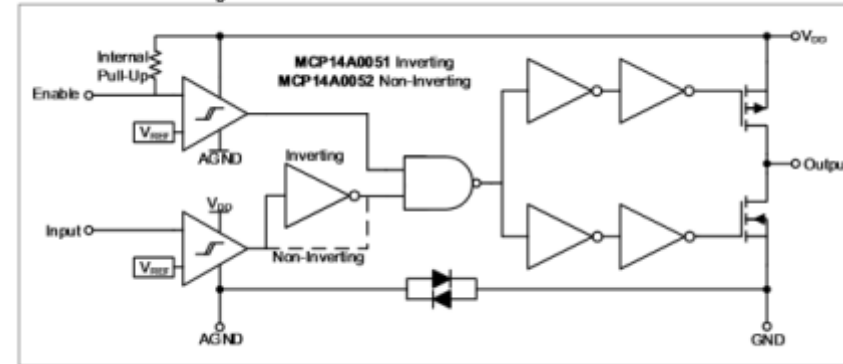 VDD
Internal
Pull-Up
MCP14A0051 Inverting
MCP14A0052 Non-Inverting
Enable
VREF
AGND
Inverting
Output
VDD
Input
Non-Inverting
VREF
AGND
GND